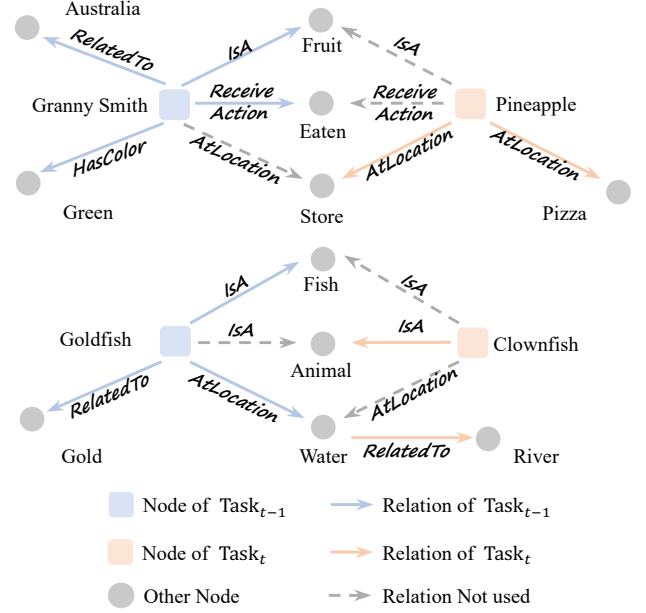 Australia
RelatedTo
IsA
Fruit
IsA
Granny Smith
Receive
Action
Eaten
Receive
Action
Pineapple
HasColor
AtLocation
AtLocation
AtLocation
Green
Store
Pizza
IsA
Fish
IsA
Goldfish
IsA
Animal
IsA
Clownfish
RelatedTo
AtLocation
AtLocation
Gold
Water
RelatedTo
River
Node of Task_{t−1}
Relation of Task_{t−1}
Node of Task_t
Relation of Task_t
Other Node
Relation Not used